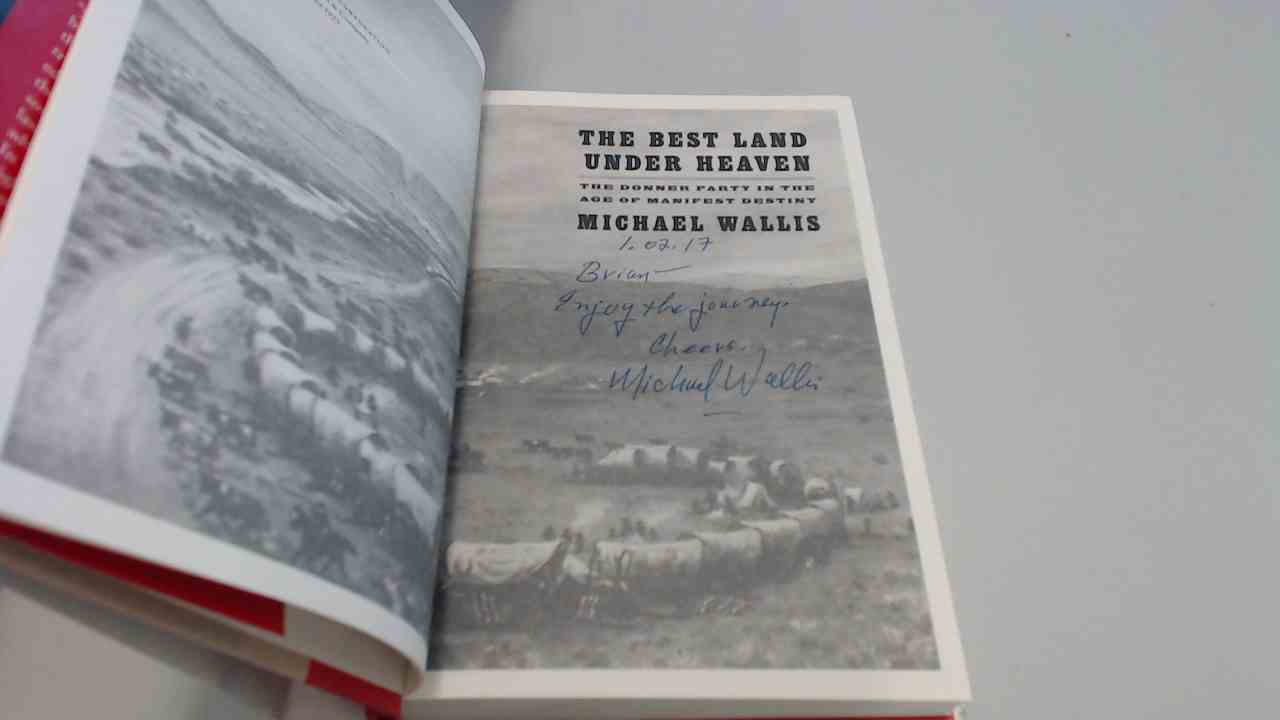 THE BEST LAND
UNDER HEAVEN
THE DONNER PARTY IN THE
AGE OF MANIFEST DESTINY
MICHAEL WALLIS
1.02.17
Brian—
Enjoy the journey.
Cheers.
Michael Wallis